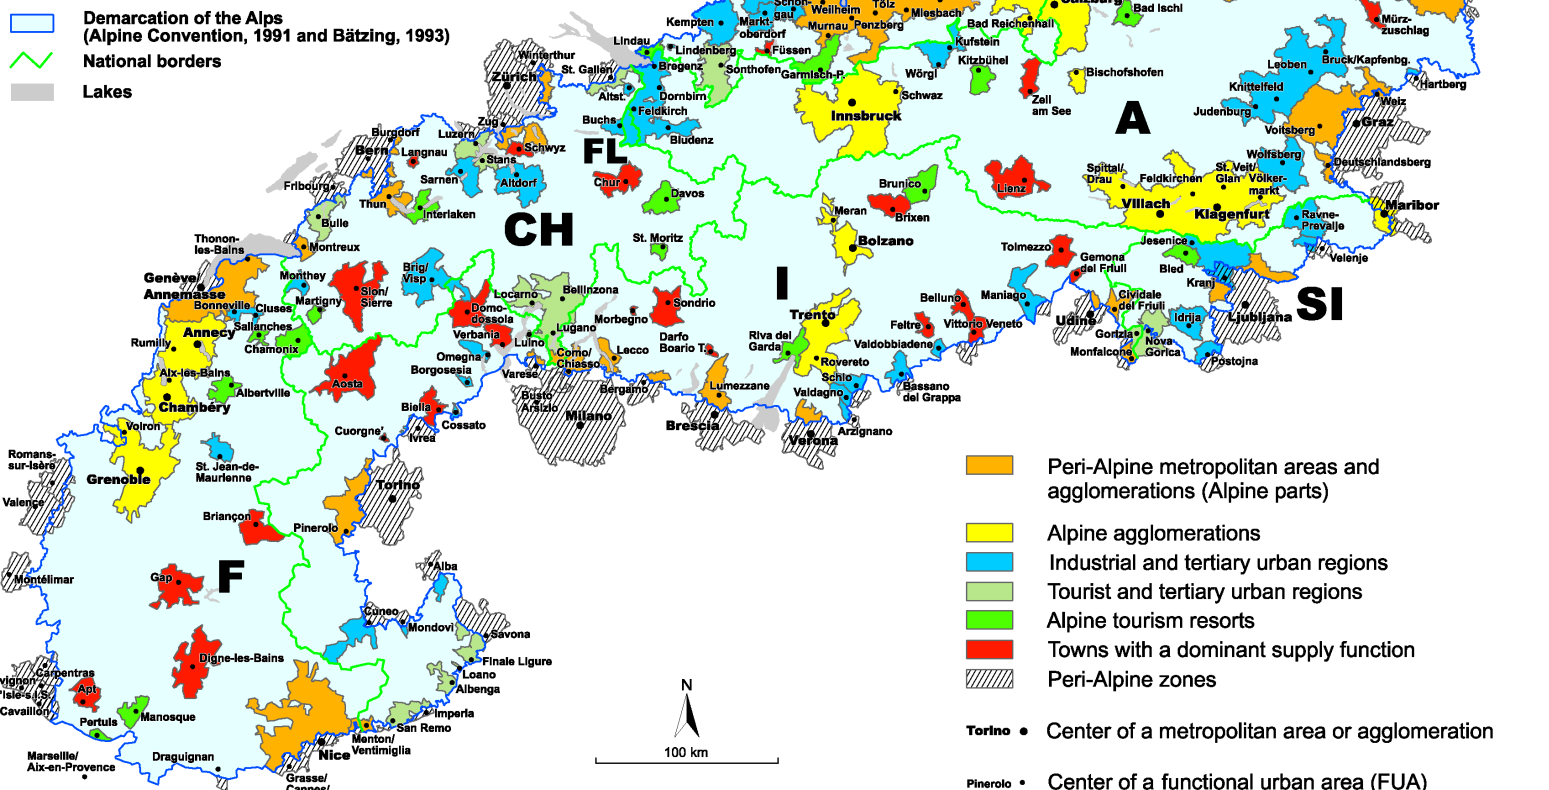 Demarcation of the Alps
(Alpine Convention, 1991 and Bätzing, 1993)
National borders
Lakes
Kempten
Markt-
oberdorf
Weilheim
Tölz
Murnau
Penzberg
Miesbach
Bad Reichenhall
Salzburg
Bad Ischl
Mürz-
zuschlag
Lindau
Lindenberg
Füssen
Kufstein
Winterthur
Zürich
St. Gallen
Bregenz
Sonthofen
Garmisch-P.
Wörgl
Kitzbühel
Bischofshofen
Leoben
Bruck/Kapfenbg.
Hartberg
Altst.
Dornbirn
Schwaz
Zell
am See
Knittelfeld
Judenburg
Weiz
Feldkirch
Innsbruck
A
Voitsberg
Graz
Zug
Buchs
Bludenz
Burgdorf
Luzern
Bern
Langnau
Stans
Schwyz
FL
Wolfsberg
Deutschlandsberg
Fribourg
Sarnen
Altdorf
Chur
Davos
Brunico
Lienz
Spittal/
Drau
Feldkirchen
St. Veit/
Glan
Völker-
markt
Thun
Interlaken
Meran
Brixen
Villach
Klagenfurt
Maribor
Bulle
CH
Bolzano
Ravne-
Prevalje
Thonon-
les-Bains
Montreux
St. Moritz
Tolmezzo
Jesenice
Velenje
Genève/
Annemasse
Monthey
Brig/
Visp
Sion/
Sierre
Locarno
Bellinzona
I
Gemona
del Friuli
Bled
Kranj
SI
Bonneville
Cluses
Martigny
Domo-
dossola
Morbegno
Sondrio
Trento
Belluno
Maniago
Cividale
del Friuli
Udine
Idrija
Ljubljana
Annecy
Sallanches
Verbania
Lugano
Feltre
Vittorio Veneto
Rumilly
Chamonix
Luino
Darfo
Boario T.
Riva del
Garda
Valdobbiadene
Gorizia
Nova
Gorica
Monfalcone
Postojna
Omegna
Como/
Chiasso
Lecco
Rovereto
Aix-les-Bains
Aosta
Borgosesia
Varese
Schio
Albertville
Bergamo
Lumezzane
Valdagno
Bassano
del Grappa
Chambéry
Biella
Cossato
Busto
Arsizio
Milano
Brescia
Verona
Arzignano
Voiron
Cuorgne'
Ivrea
Romans-
sur-Isère
St. Jean-de-
Maurienne
Grenoble
Torino
Valence
Briançon
Pinerolo
Montélimar
Gap
F
Alba
Cuneo
Mondovì
Savona
Digne-les-Bains
Finale Ligure
Carpentras
Loano
Albenga
Apt
Cavaillon
Pertuis
Manosque
San Remo
Imperia
Menton/
Ventimiglia
Marseille/
Aix-en-Provence
Draguignan
Nice
Grasse/
Cannes/
N
100 km
Peri-Alpine metropolitan areas and
agglomerations (Alpine parts)
Alpine agglomerations
Industrial and tertiary urban regions
Tourist and tertiary urban regions
Alpine tourism resorts
Towns with a dominant supply function
Peri-Alpine zones
Torino Center of a metropolitan area or agglomeration
Pinerolo Center of a functional urban area (FUA)